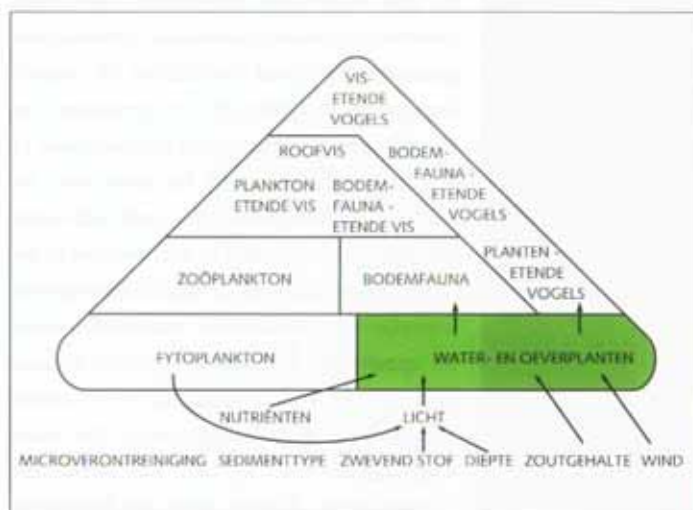 VIS-
ETENDE
VOGELS
ROOFVIS
BODEM-
FAUNA -
ETENDE
VOGELS
PLANKTON
ETENDE VIS
BODEM-
FAUNA -
ETENDE VIS
PLANTEN -
ETENDE
VOGELS
ZOÖPLANKTON
BODEMFAUNA
FYTOPLANKTON
WATER- EN OEVERPLANTEN
NUTRIËNTEN
LICHT
MICROVERONTREINIGING SEDIMENTTYPE ZWEVEND STOF DIEPTE ZOUTGEHALTE WIND